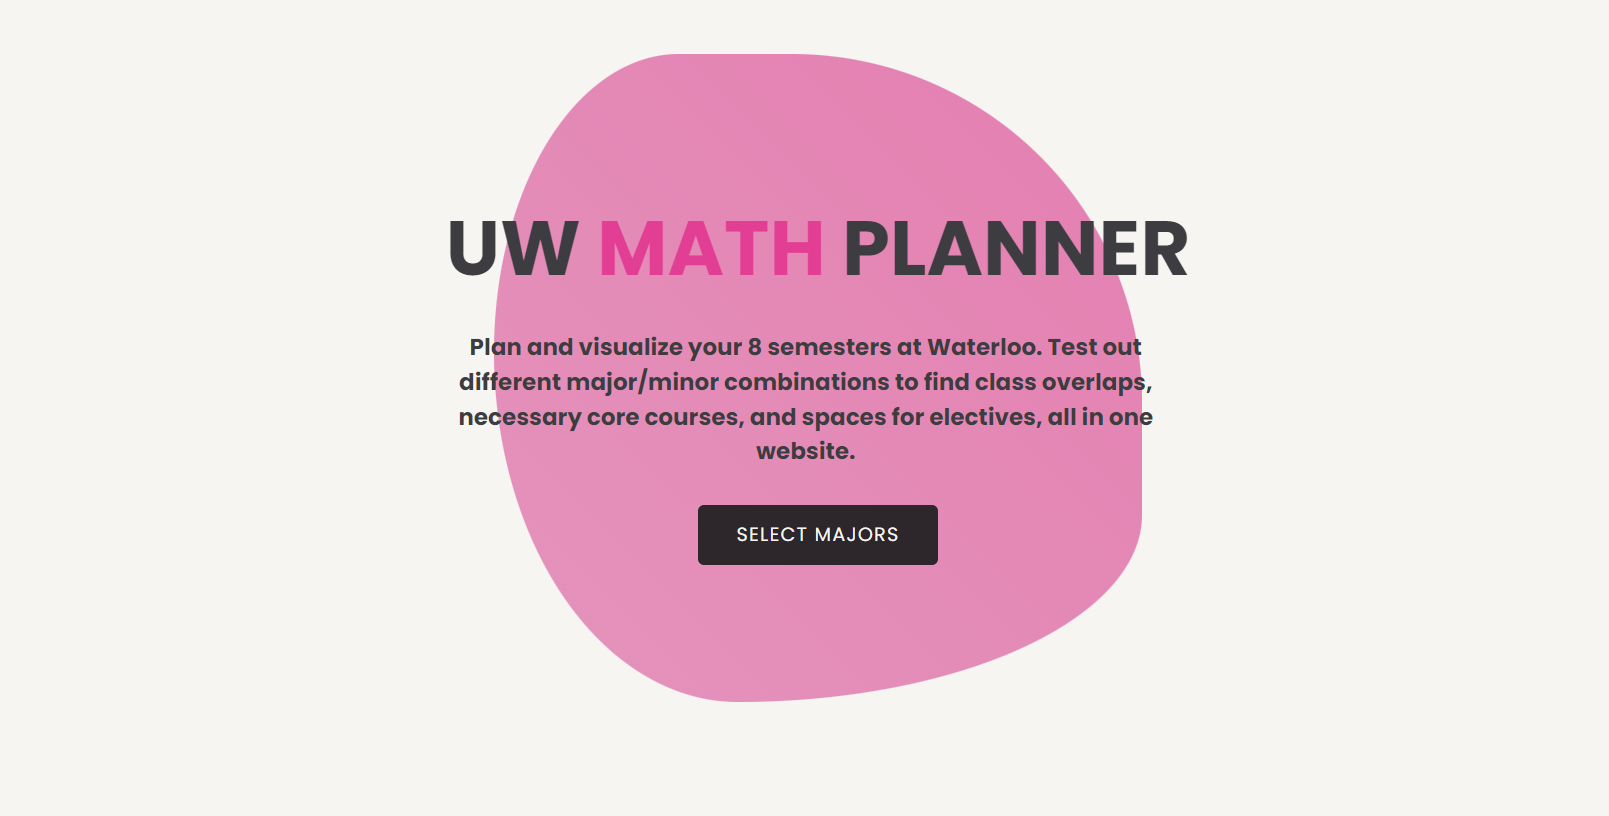 UW MATH PLANNER
Plan and visualize your 8 semesters at Waterloo. Test out
different major/minor combinations to find class overlaps,
necessary core courses, and spaces for electives, all in one
website.
SELECT MAJORS